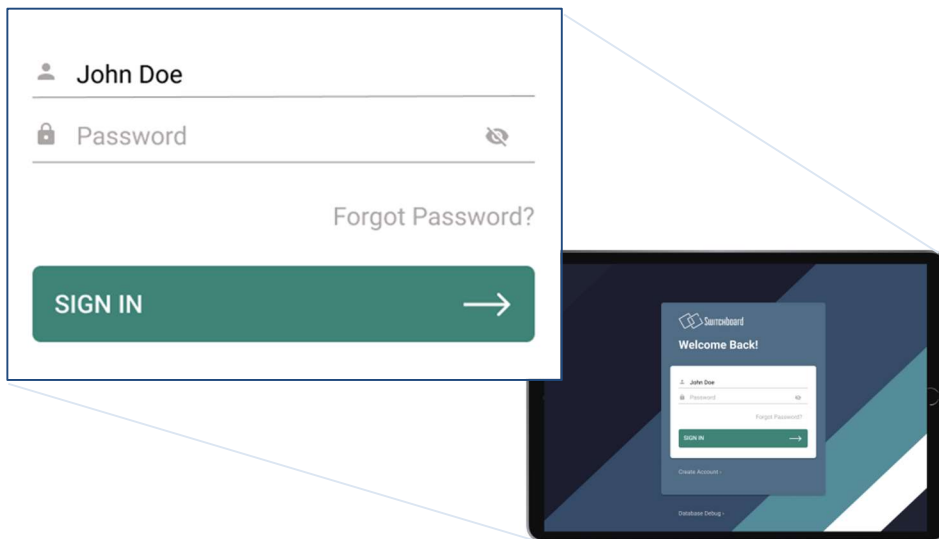 John Doe
Password
Forgot Password?
SIGN IN
Switchboard
Welcome Back!
John Doe
Password
Forgot Password?
SIGN IN
Create Account ›
Database Debug ›